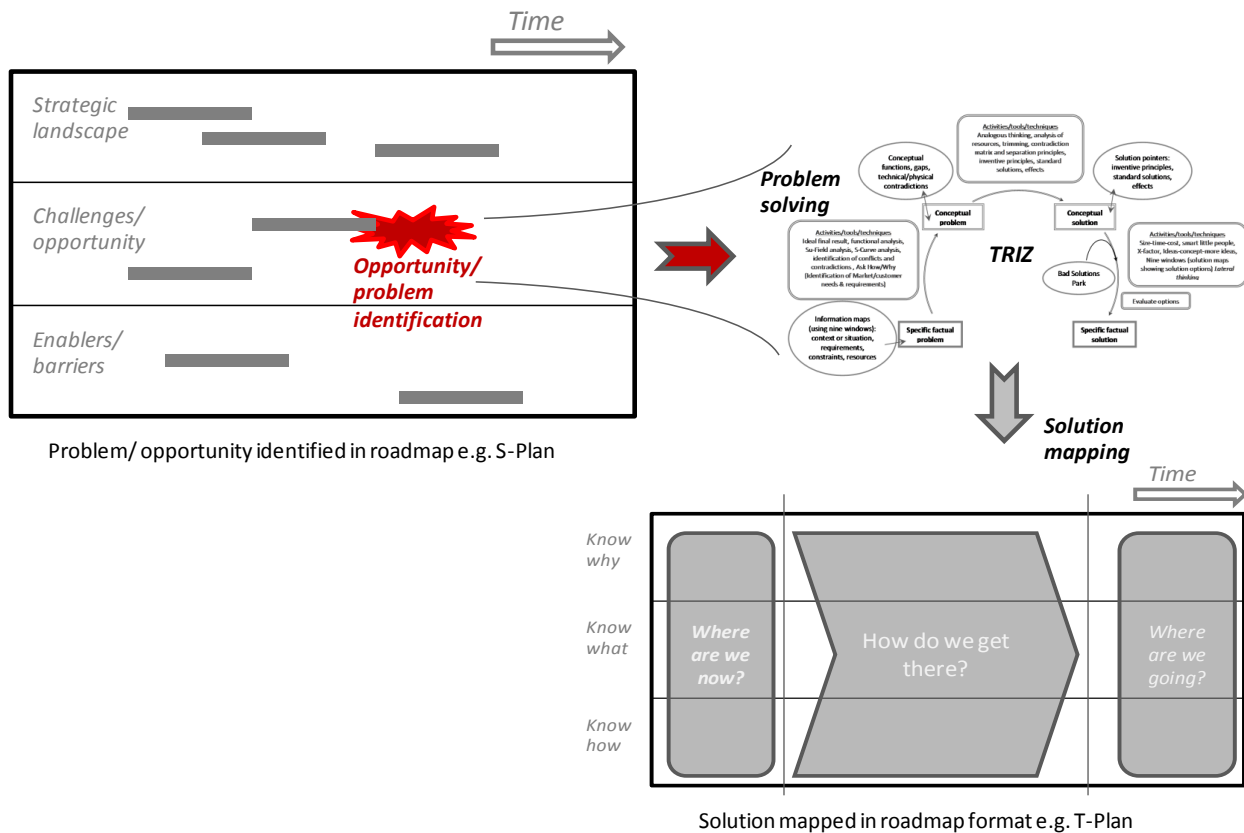 Time
Strategic
landscape
Challenges/
opportunity
Opportunity/
problem
identification
Enablers/
barriers
Problem/ opportunity identified in roadmap e.g. S-Plan
Problem
solving
Activities/tools/techniques
Analogous thinking, analysis of
resources, trimming, contradiction
matrix and separation principles,
inventive principles, standard
solutions, effects
Conceptual
functions, gaps,
technical/physical
contradictions
Solution pointers:
inventive principles,
standard solutions,
effects
Conceptual
problem
Conceptual
solution
TRIZ
Activities/tools/techniques
Ideal final result, functional analysis,
Su-Field analysis, S-Curve analysis,
identification of conflicts and
contradictions , Ask How/Why
(Identification of Market/customer
needs & requirements)
Activities/tools/techniques
Size-time-cost, smart little people,
X-factor, Ideas-concept-more ideas,
Nine windows (solution maps
showing solution options) Lateral
thinking
Bad Solutions
Park
Evaluate options
Information maps
(using nine windows):
context or situation,
requirements,
constraints, resources
Specific factual
problem
Specific factual
solution
Solution
mapping
Time
Know
why
Know
what
Know
how
Where
are we
now?
How do we get
there?
Where
are we
going?
Solution mapped in roadmap format e.g. T-Plan